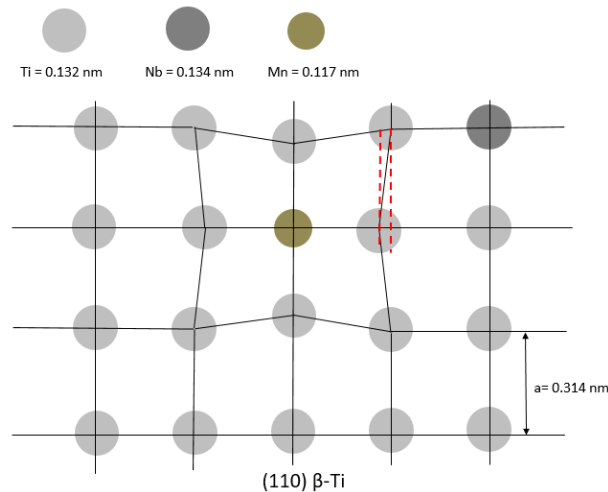 Ti = 0.132 nm
Nb = 0.134 nm
Mn = 0.117 nm
a= 0.314 nm
(110) β-Ti